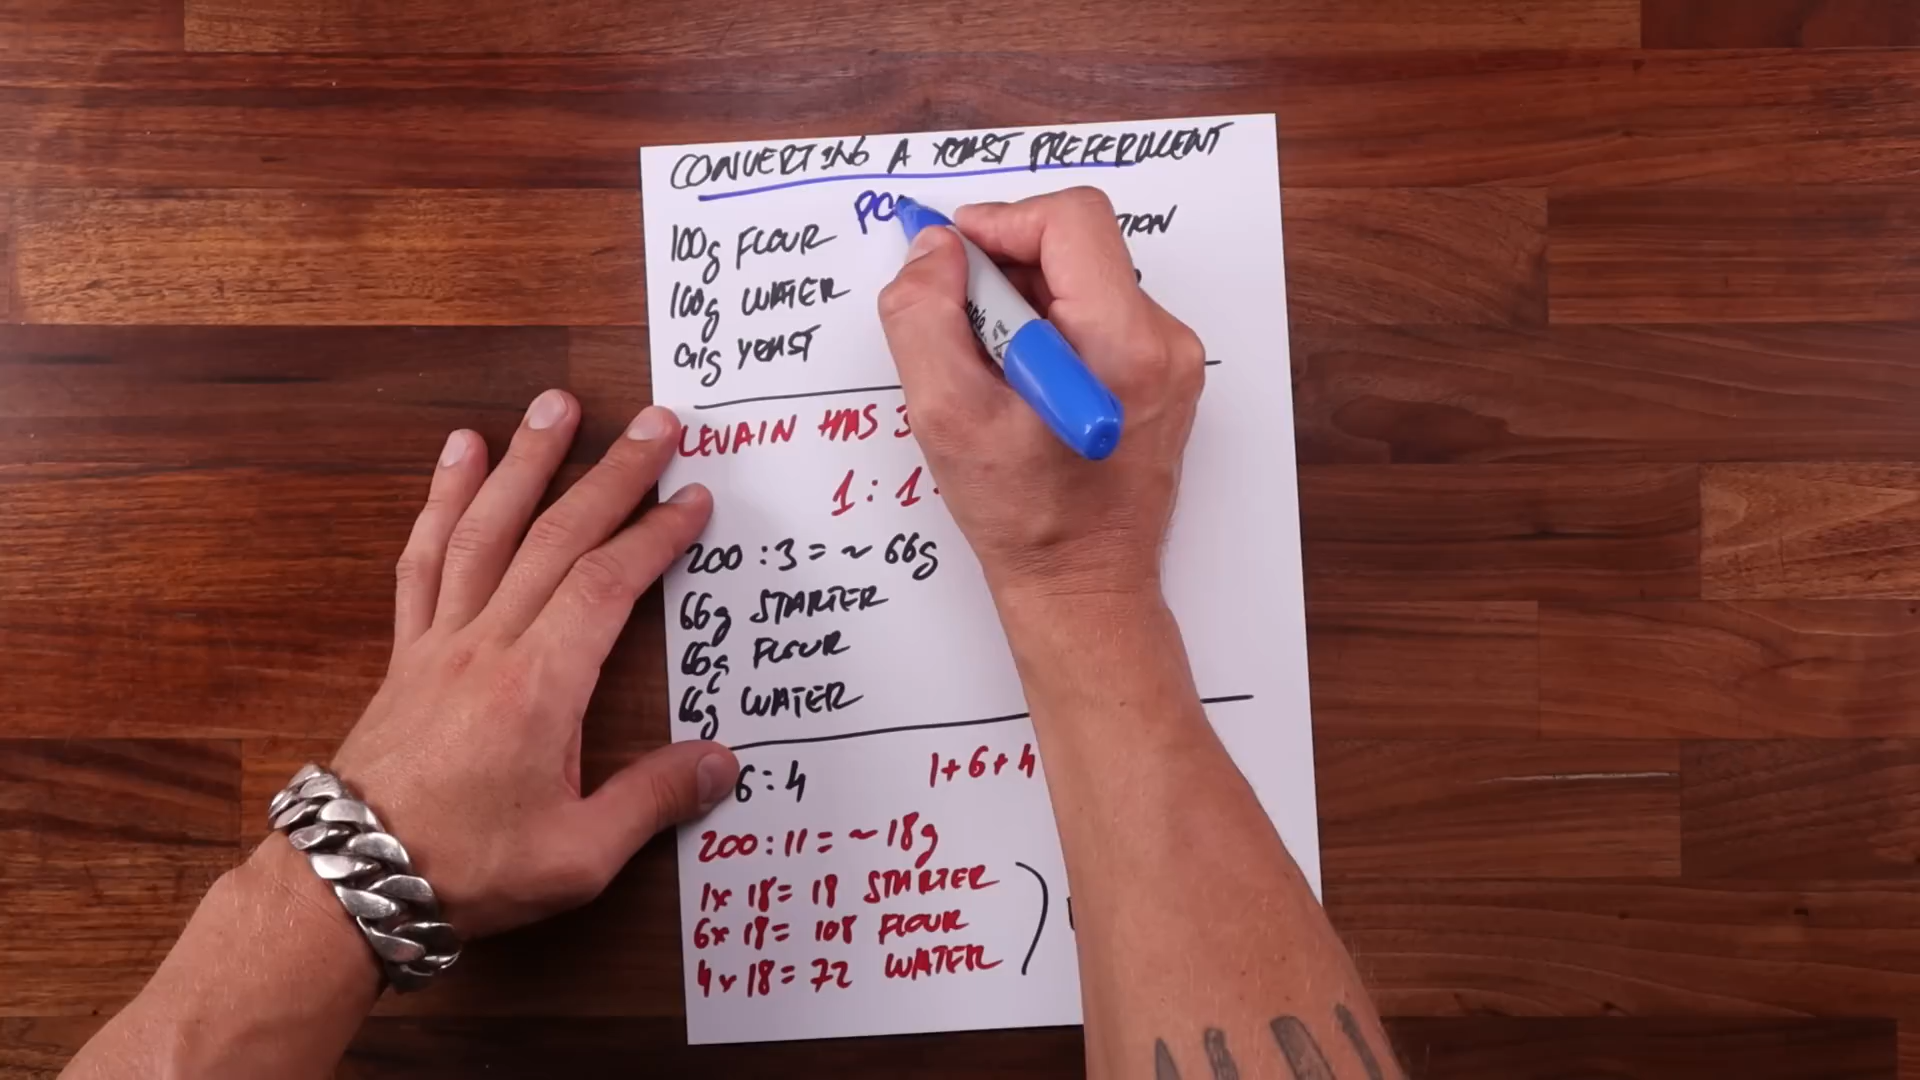 CONVERTING A YEAST PREFERMENT
PO
100g FLOUR
100g WATER
0,1g YEAST
LEVAIN HAS 3
1 : 1
200 : 3 = ~ 66g
66g STARTER
66g FLOUR
66g WATER
6 : 4
1 + 6 + 4
200 : 11 = ~ 18g
1x 18 = 18 STARTER
6x 18 = 108 FLOUR
4x 18 = 72 WATER